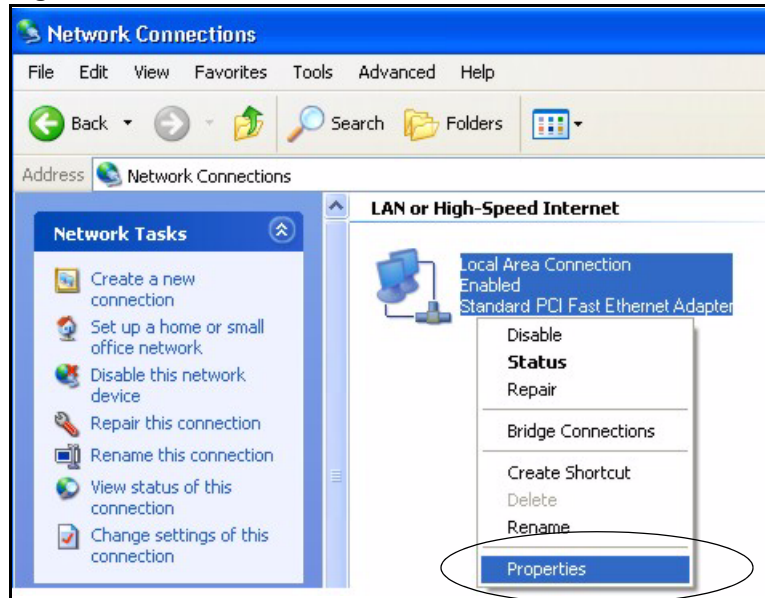 Network Connections
File Edit View Favorites Tools Advanced Help
Back Search Folders
Address Network Connections
Network Tasks
Create a new
connection
Set up a home or small
office network
Disable this network
device
Repair this connection
Rename this connection
View status of this
connection
Change settings of this
connection
LAN or High-Speed Internet
Local Area Connection
Enabled
Standard PCI Fast Ethernet Adapter
Disable
Status
Repair
Bridge Connections
Create Shortcut
Delete
Rename
Properties